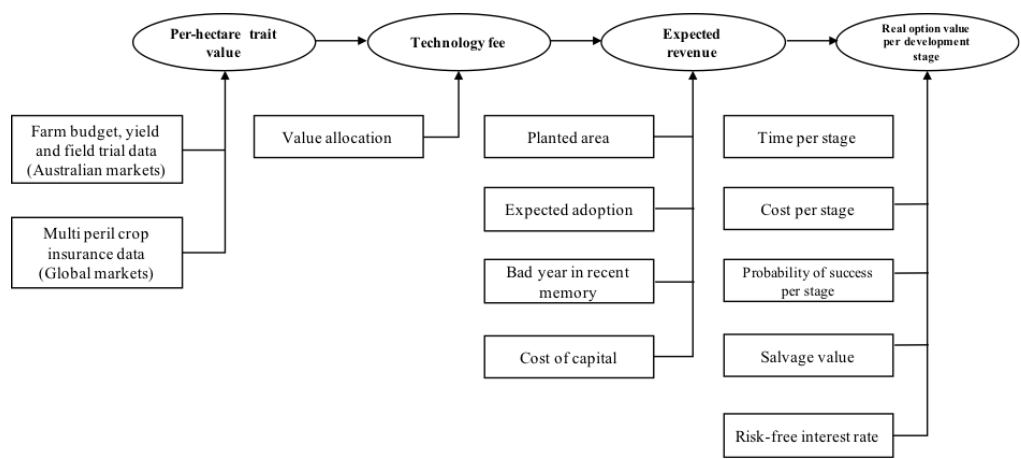 Per-hectare trait
value
Technology fee
Expected
revenue
Real option value
per development
stage
Farm budget, yield
and field trial data
(Australian markets)
Multi peril crop
insurance data
(Global markets)
Value allocation
Planted area
Expected adoption
Bad year in recent
memory
Cost of capital
Time per stage
Cost per stage
Probability of success
per stage
Salvage value
Risk-free interest rate